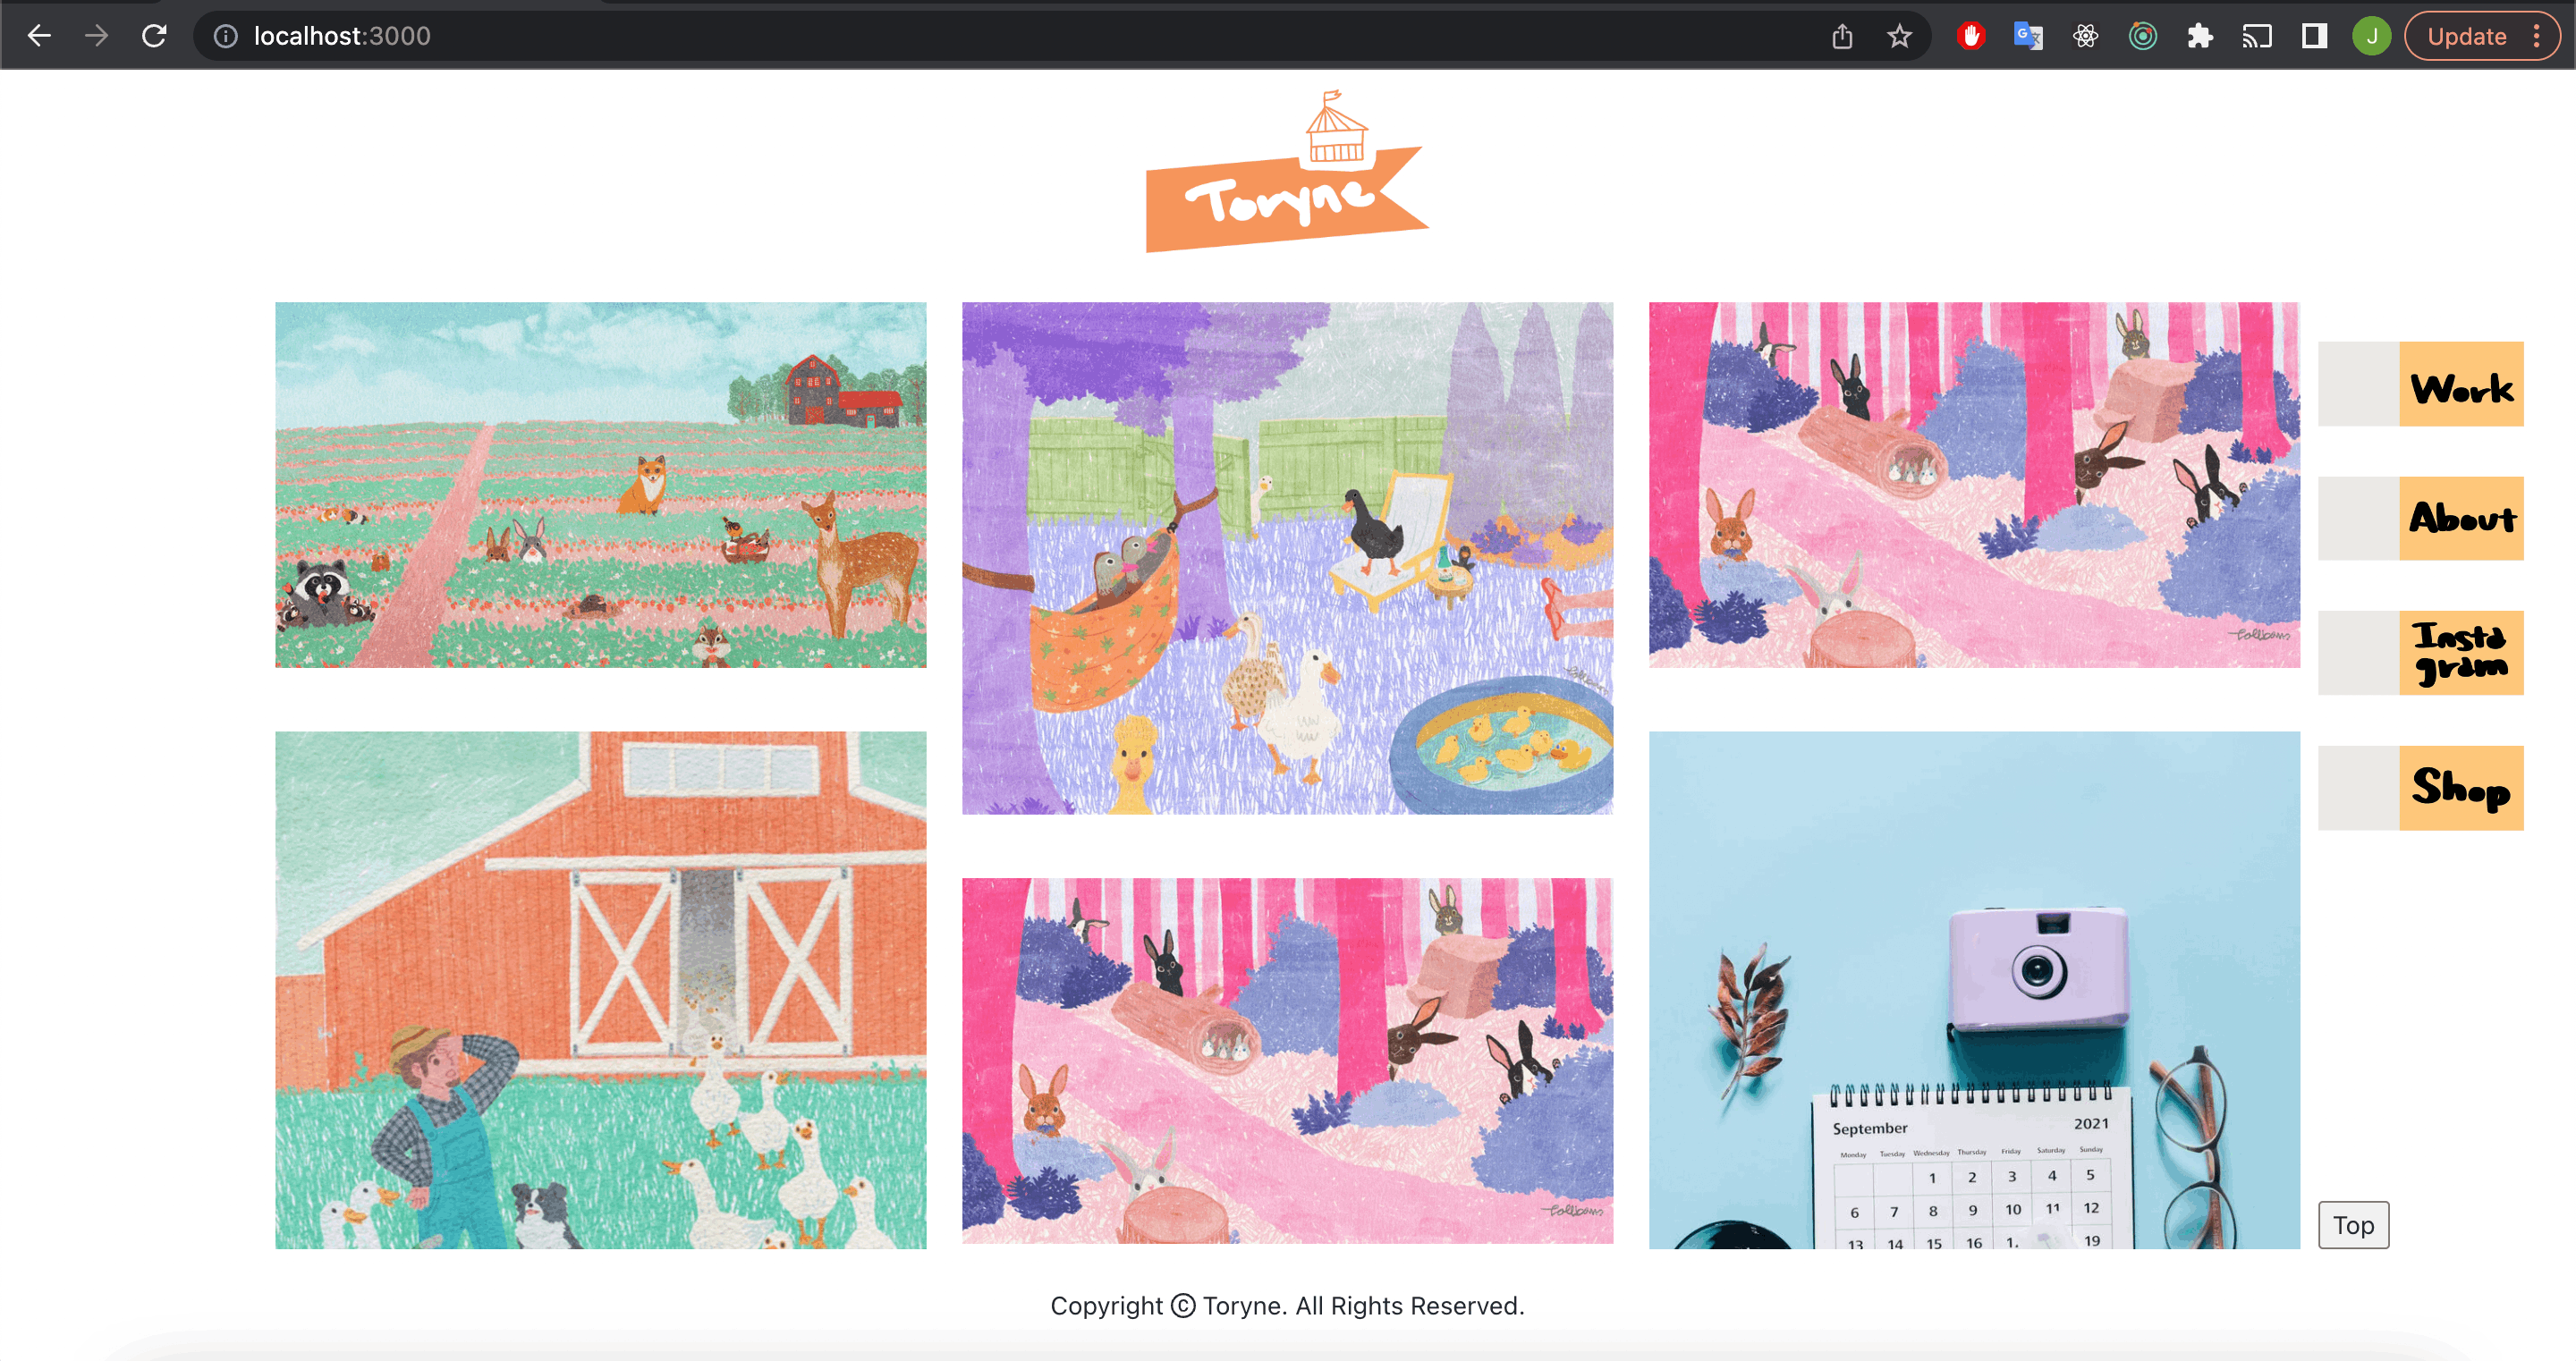 localhost:3000
Update
J
Toryne
Work
About
Insta
gram
Shop
September 2021
Monday Tuesday Wednesday Thursday Friday Saturday Sunday
1 2 3 4 5
6 7 8 9 10 11 12
13 14 15 16 19
Top
Copyright © Toryne. All Rights Reserved.